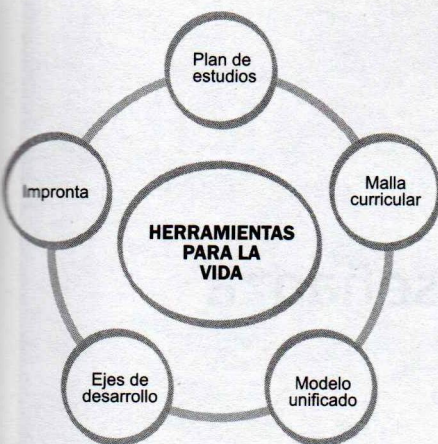 Plan de
estudios
Impronta
Malla
curricular
HERRAMIENTAS
PARA LA
VIDA
Ejes de
desarrollo
Modelo
unificado